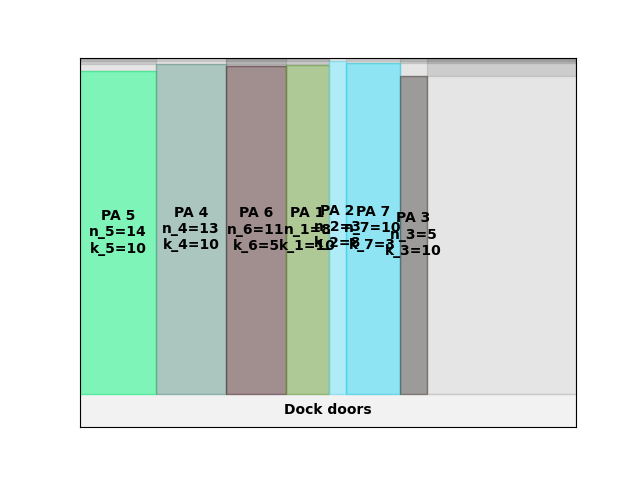 PA 5
n_5=14
k_5=10
PA 4
n_4=13
k_4=10
PA 6
n_6=11
k_6=5
PA 1
n_1=8
k_1=10
PA 2
n_2=3
k_2=8
PA 7
n_7=10
k_7=3
PA 3
n_3=5
k_3=10
Dock doors